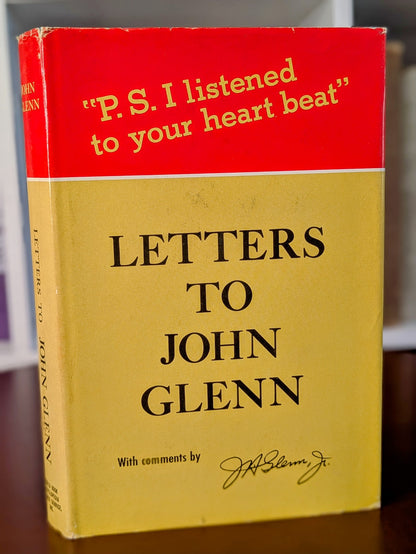 "P. S. I listened
to your heart beat"
LETTERS
TO
JOHN
GLENN
With comments by
JHGlenn, Jr.
JOHN
GLENN
LETTERS TO JOHN GLENN